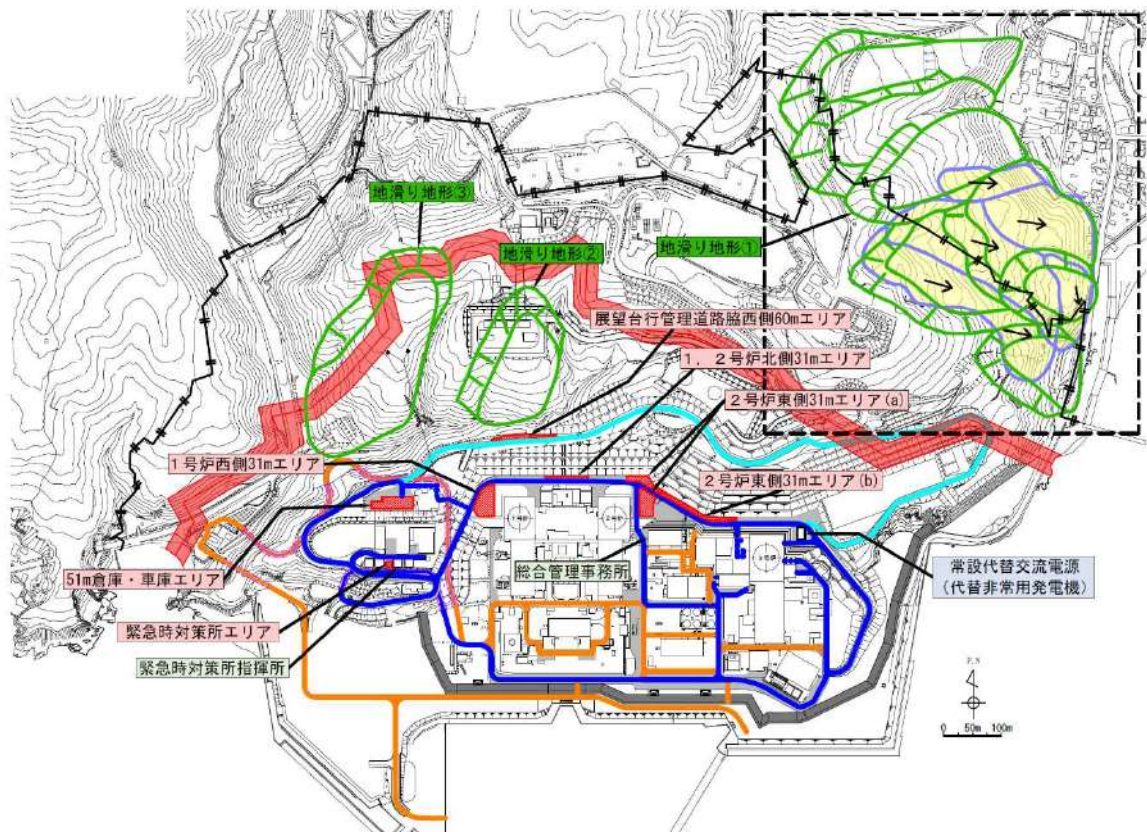 地滑り地形③
地滑り地形②
地滑り地形①
展望台行管理道路脇西側60mエリア
1,2号炉北側31mエリア
2号炉東側31mエリア(a)
1号炉西側31mエリア
2号炉東側31mエリア(b)
総合管理事務所
常設代替交流電源
(代替非常用発電機)
51m倉庫・車庫エリア
緊急時対策所エリア
緊急時対策所指揮所
P.N
0 50m 100m